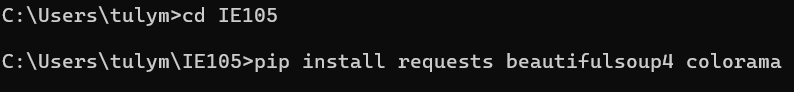 C:\Users\tulym>cd IE105
C:\Users\tulym\IE105>pip install requests beautifulsoup4 colorama